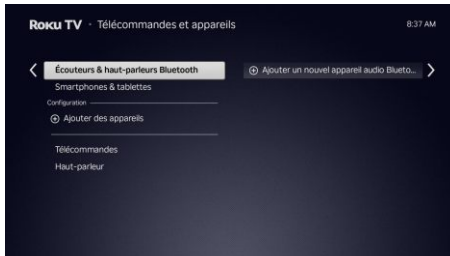 Roku TV · Télécommandes et appareils
8:37 AM
Écouteurs & haut-parleurs Bluetooth
Ajouter un nouvel appareil audio Blueto...
Smartphones & tablettes
Configuration
Ajouter des appareils
Télécommandes
Haut-parleur